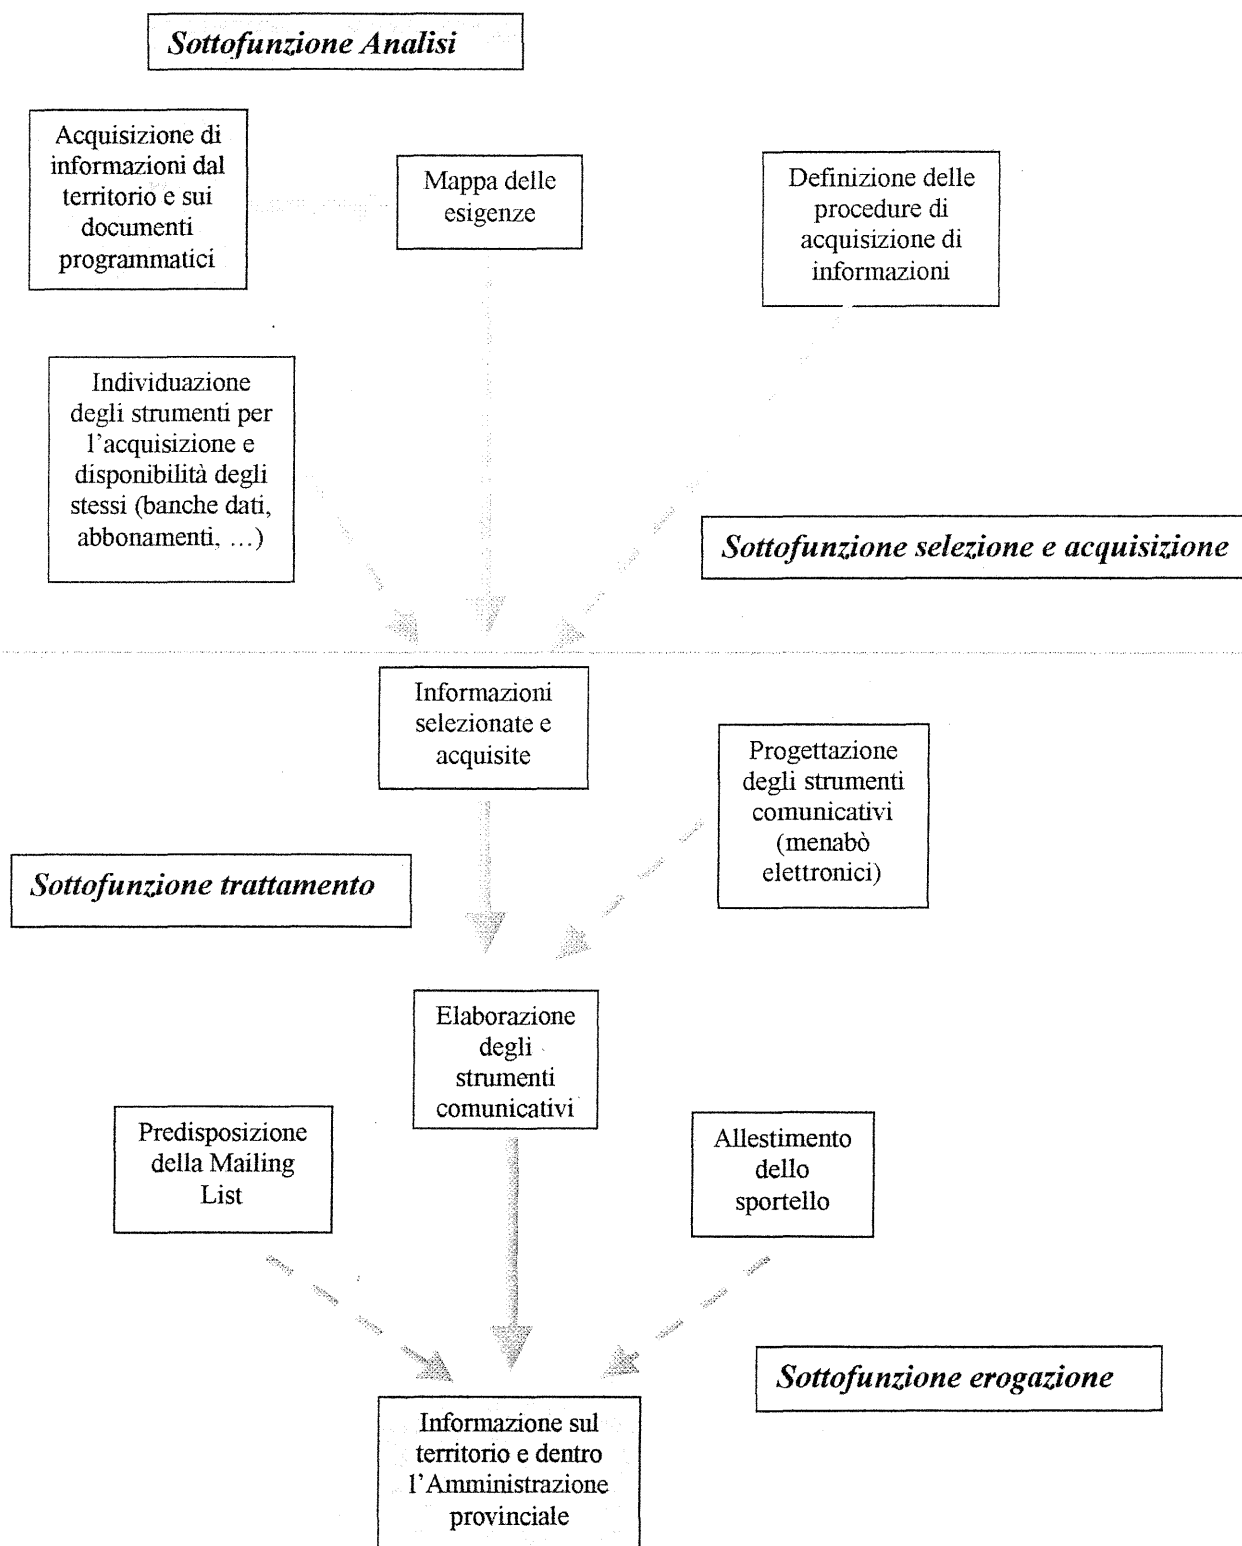 Sottofunzione Analisi
Acquisizione di
informazioni dal
territorio e sui
documenti
programmatici
Mappa delle
esigenze
Definizione delle
procedure di
acquisizione di
informazioni
Individuazione
degli strumenti per
l’acquisizione e
disponibilità degli
stessi (banche dati,
abbonamenti, …)
Sottofunzione selezione e acquisizione
Informazioni
selezionate e
acquisite
Progettazione
degli strumenti
comunicativi
(menabò
elettronici)
Sottofunzione trattamento
Elaborazione
degli
strumenti
comunicativi
Predisposizione
della Mailing
List
Allestimento
dello
sportello
Sottofunzione erogazione
Informazione sul
territorio e dentro
l’Amministrazione
provinciale